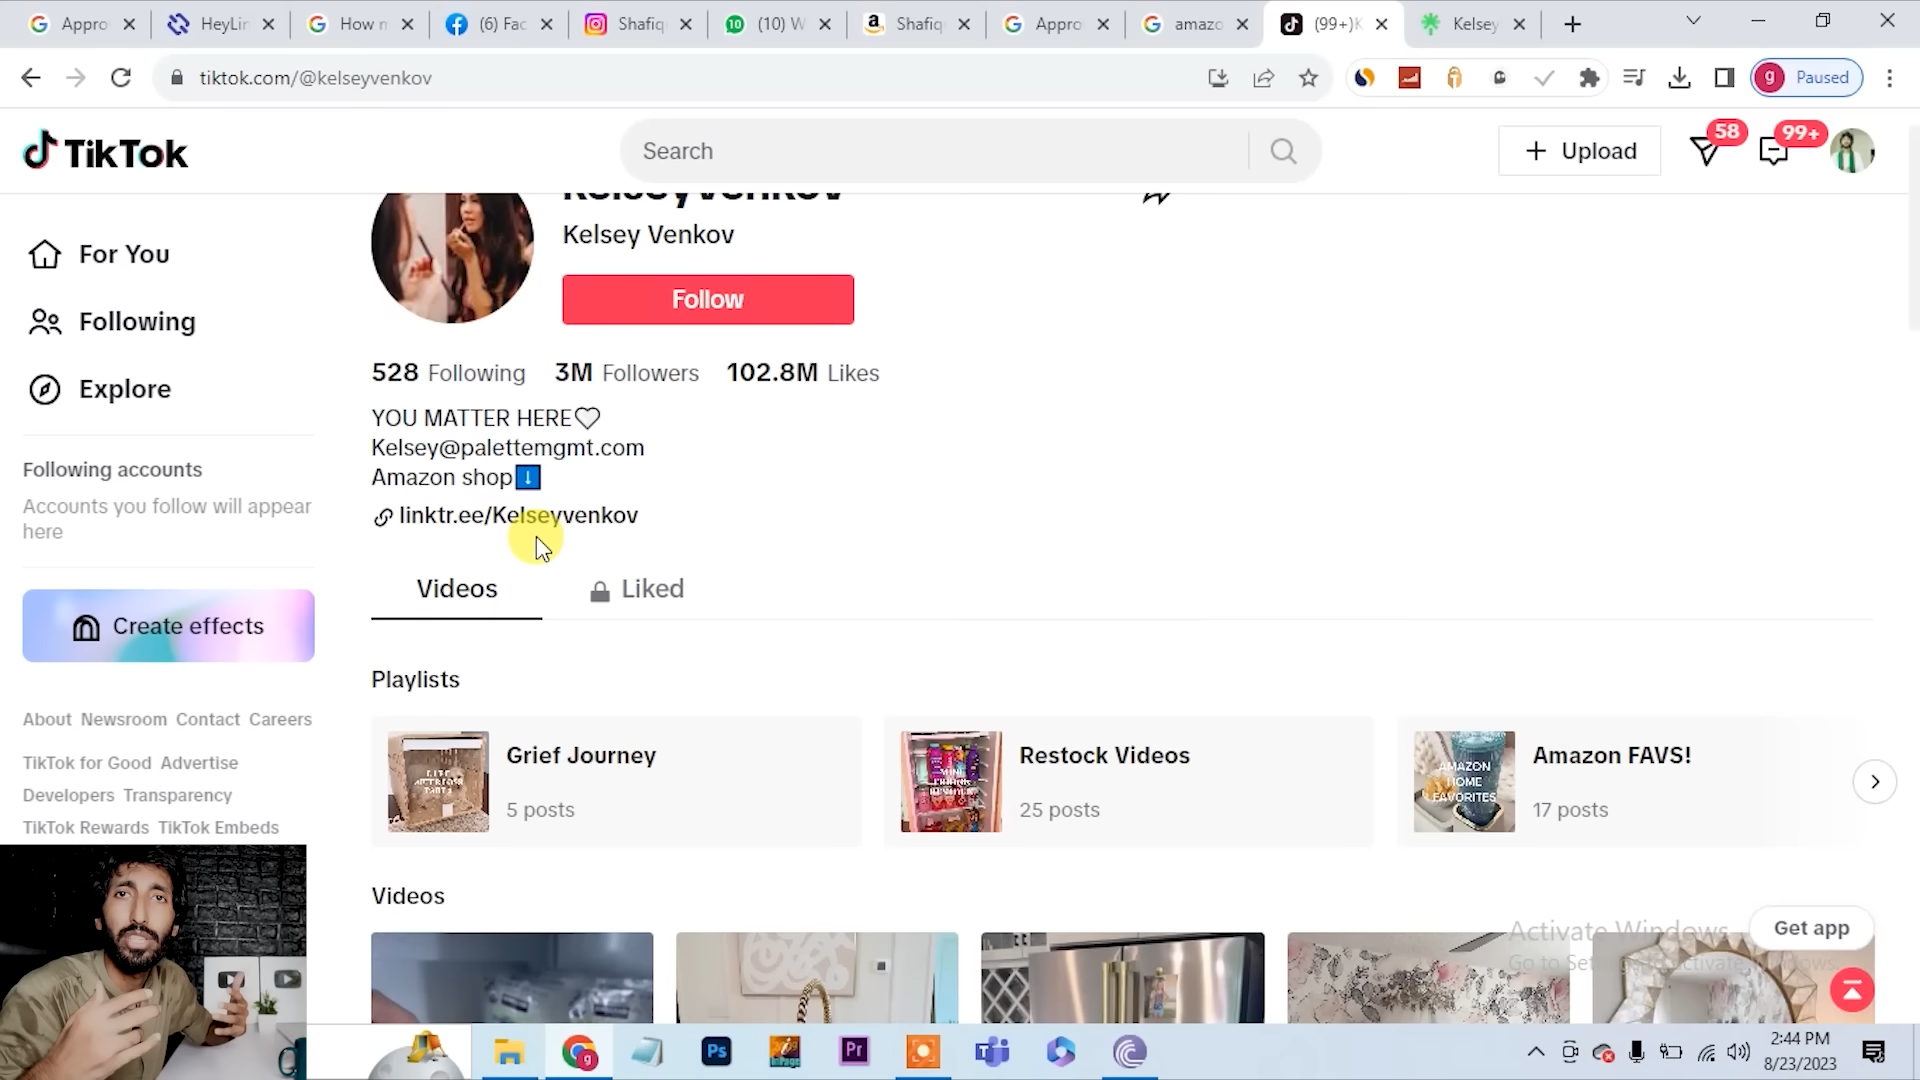 Appro
HeyLin
How m
(6) Fac
Shafiq
(10) W
Shafiq
Appro
amazo
(99+) K
Kelsey
tiktok.com/@kelseyvenkov
g Paused
TikTok
Search
+ Upload
58
99+
kelseyvenkov
Kelsey Venkov
Follow
528 Following 3M Followers 102.8M Likes
YOU MATTER HERE♡
Kelsey@palettemgmt.com
Amazon shop⬇️
linktr.ee/Kelseyvenkov
Videos
Liked
For You
Following
Explore
Following accounts
Accounts you follow will appear
here
Create effects
About Newsroom Contact Careers
TikTok for Good Advertise
Developers Transparency
TikTok Rewards TikTok Embeds
Playlists
Grief Journey
5 posts
Restock Videos
25 posts
AMAZON
HOME
FAVORITES
Amazon FAVS!
17 posts
Videos
Activate Windows
Get app
Ps
Pr
2:44 PM
8/23/2023